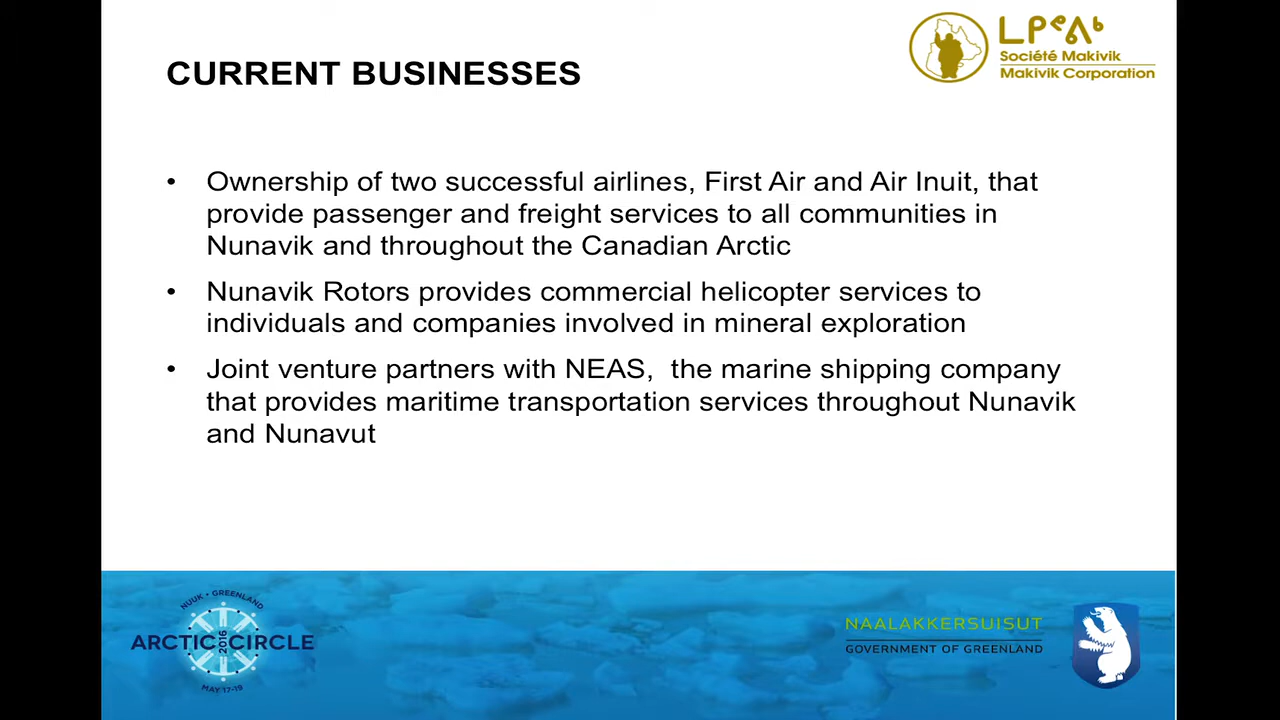 ᒪᑭᕝᕕᒃ
Société Makivik
Makivik Corporation
CURRENT BUSINESSES
• Ownership of two successful airlines, First Air and Air Inuit, that
provide passenger and freight services to all communities in
Nunavik and throughout the Canadian Arctic
• Nunavik Rotors provides commercial helicopter services to
individuals and companies involved in mineral exploration
• Joint venture partners with NEAS,  the marine shipping company
that provides maritime transportation services throughout Nunavik
and Nunavut
NUUK • GREENLAND
ARCTIC CIRCLE
2016
MAY 17-19
NAALAKKERSUISUT
GOVERNMENT OF GREENLAND